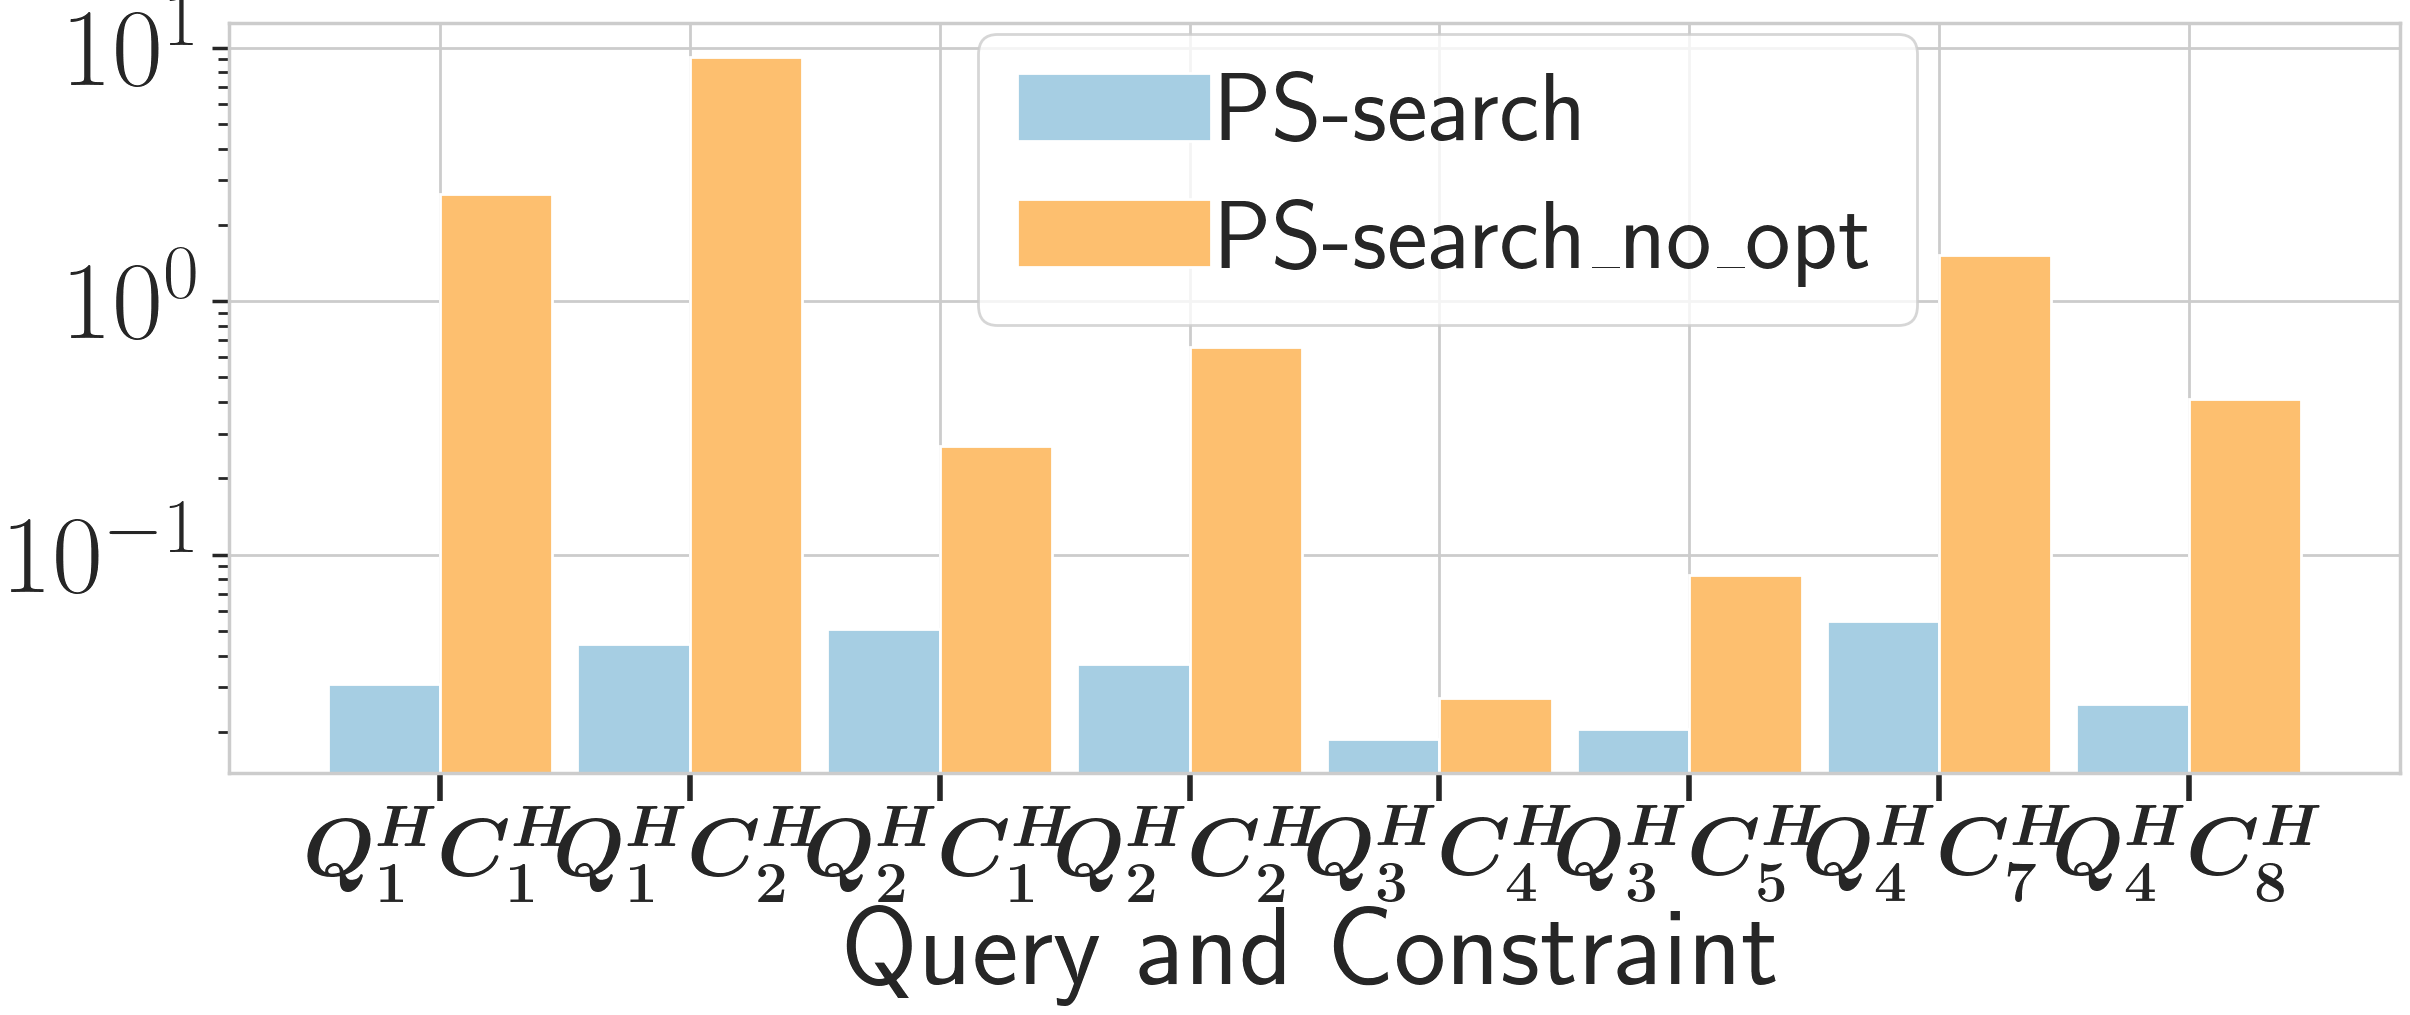 10^1
10^0
10^{-1}
PS-search
PS-search_no_opt
Q_1^H C_1^H Q_1^H C_2^H Q_2^H C_1^H Q_2^H C_2^H Q_3^H C_4^H Q_3^H C_5^H Q_4^H C_7^H Q_4^H C_8^H
Query and Constraint